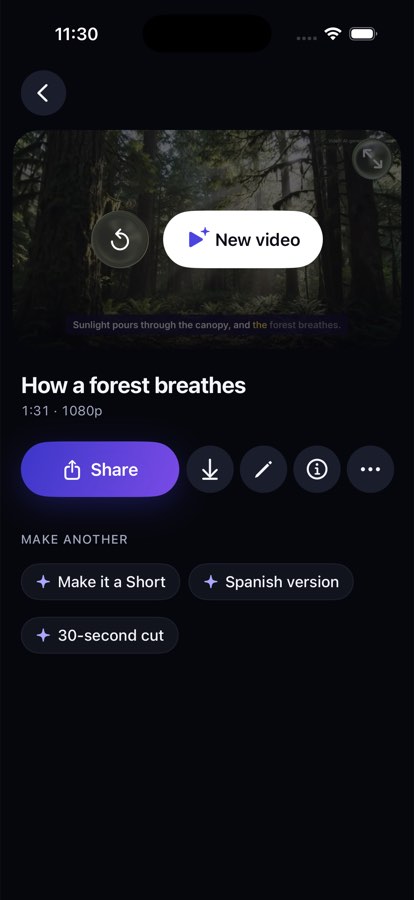 11:30
New video
Sunlight pours through the canopy, and the forest breathes.
How a forest breathes
1:31 · 1080p
Share
MAKE ANOTHER
Make it a Short
Spanish version
30-second cut